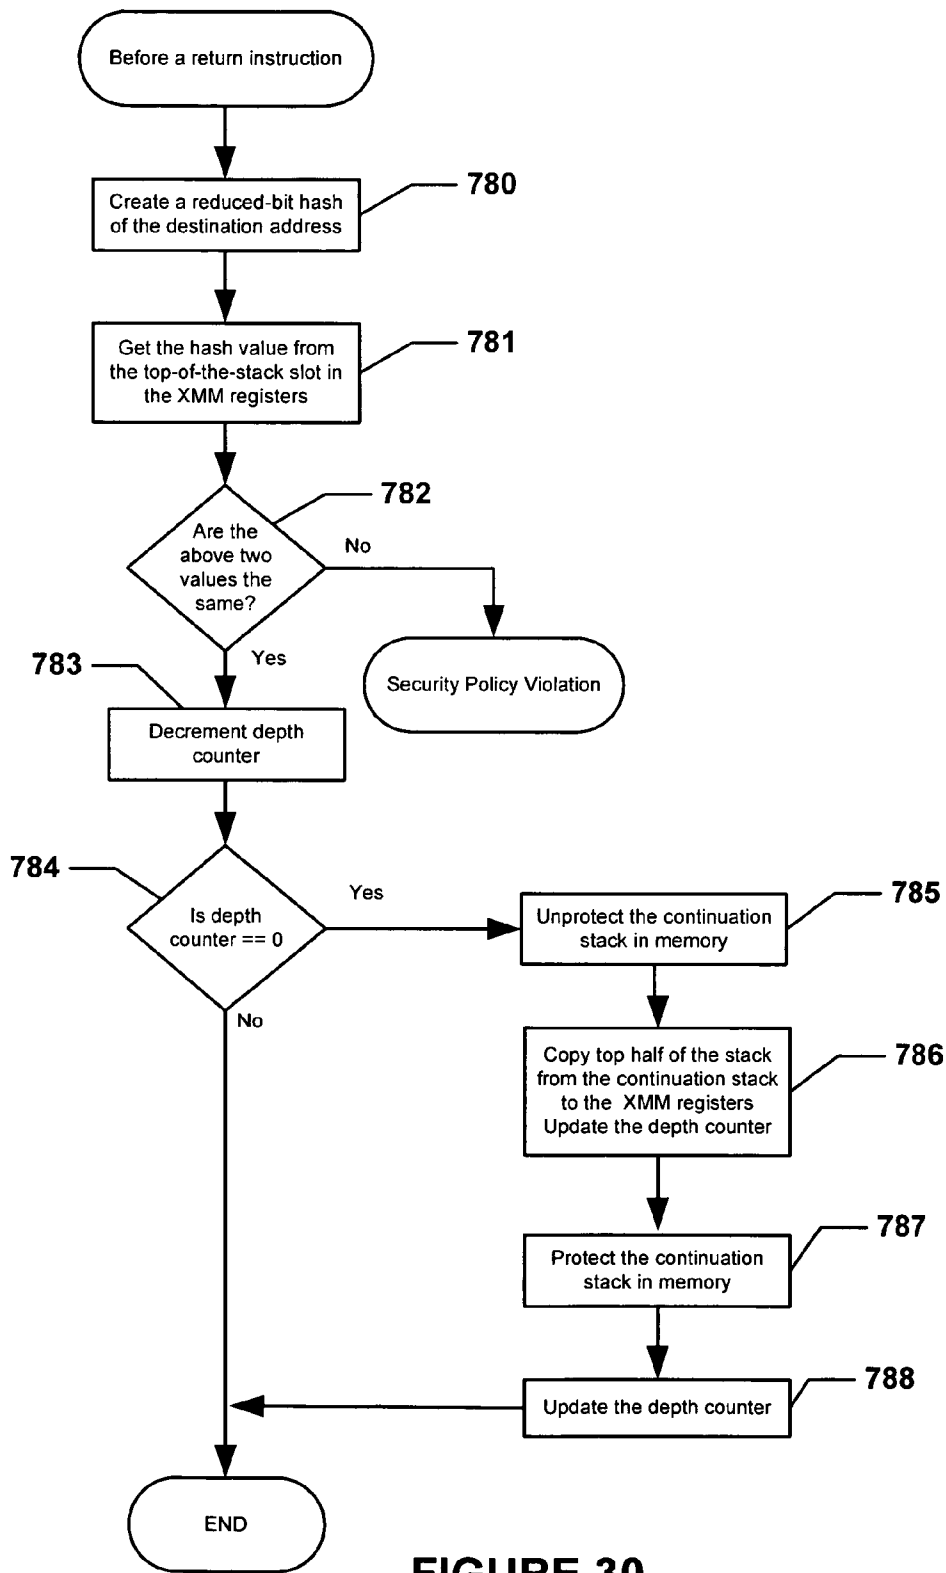 Before a return instruction
780
Create a reduced-bit hash
of the destination address
781
Get the hash value from
the top-of-the-stack slot in
the XMM registers
782
Are the
above two
values the
same?
No
Yes
Security Policy Violation
783
Decrement depth
counter
784
Is depth
counter == 0
Yes
No
785
Unprotect the continuation
stack in memory
786
Copy top half of the stack
from the continuation stack
to the XMM registers
Update the depth counter
787
Protect the continuation
stack in memory
788
Update the depth counter
END
FIGURE 30